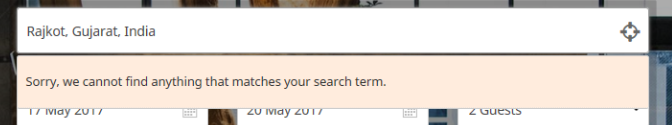 Rajkot, Gujarat, India
Sorry, we cannot find anything that matches your search term.
17 May 2017 20 May 2017 2 Guests